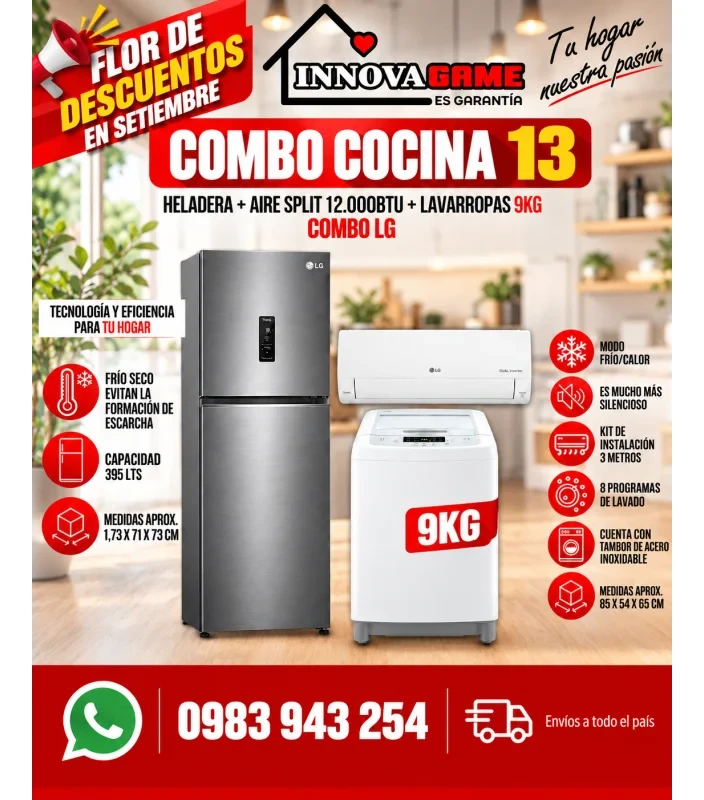 FLOR DE
DESCUENTOS
EN SETIEMBRE
INNOVAGAME
ES GARANTÍA
Tu hogar
nuestra pasión
COMBO COCINA 13
HELADERA + AIRE SPLIT 12.000BTU + LAVARROPAS 9KG
COMBO LG
TECNOLOGÍA Y EFICIENCIA
PARA TU HOGAR
FRÍO SECO
EVITAN LA
FORMACIÓN DE
ESCARCHA
CAPACIDAD
395 LTS
MEDIDAS APROX.
1,73 X 71 X 73 CM
LG
LG
9KG
MODO
FRÍO/CALOR
ES MUCHO MÁS
SILENCIOSO
KIT DE
INSTALACIÓN
3 METROS
8 PROGRAMAS
DE LAVADO
CUENTA CON
TAMBOR DE ACERO
INOXIDABLE
MEDIDAS APROX.
85 X 54 X 65 CM
0983 943 254
Envíos a todo el país